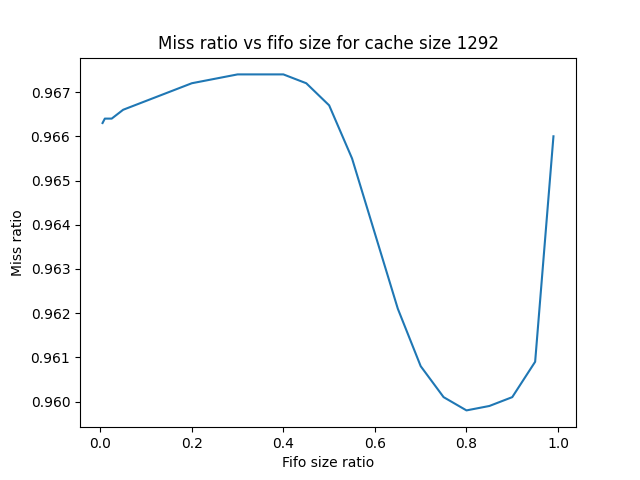 Miss ratio vs fifo size for cache size 1292
0.967
0.966
0.965
0.964
0.963
0.962
0.961
0.960
Miss ratio
0.0 0.2 0.4 0.6 0.8 1.0
Fifo size ratio